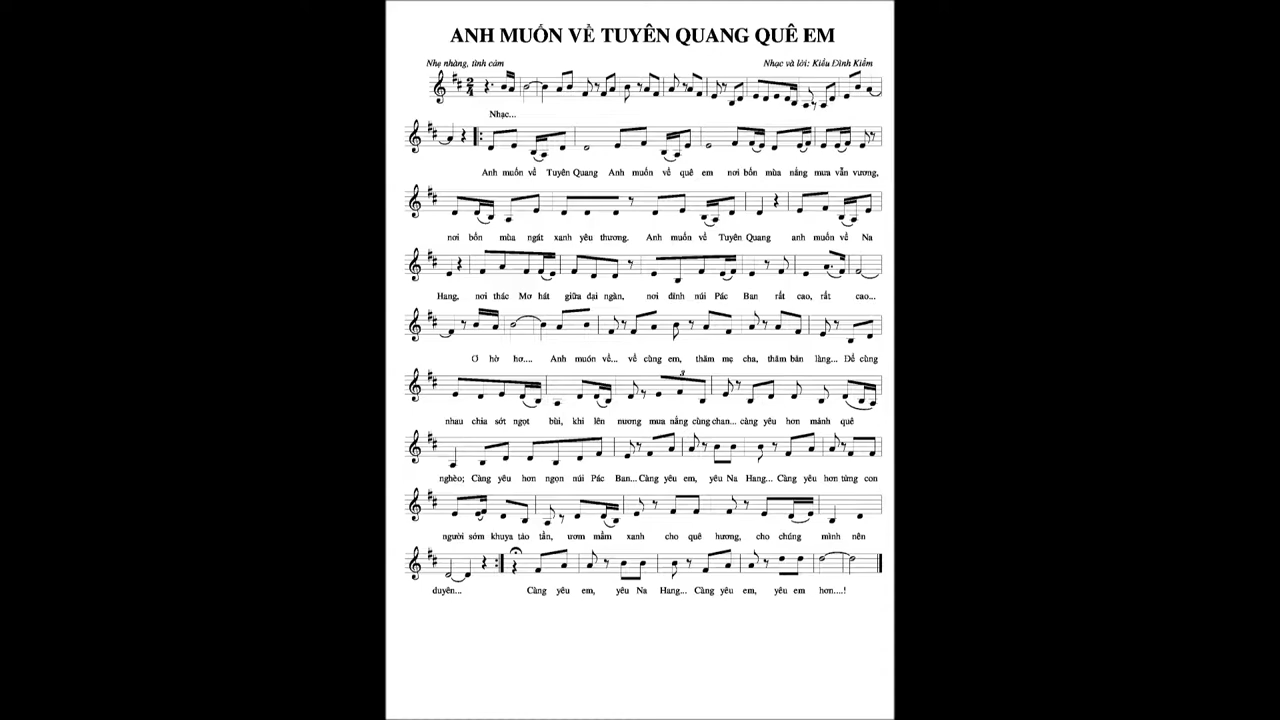 ANH MUỐN VỀ TUYÊN QUANG QUÊ EM
Nhẹ nhàng, tình cảm
Nhạc và lời: Kiều Đình Kiểm
Nhạc...
Anh muốn về Tuyên Quang Anh muốn về quê em nơi bốn mùa nắng mưa vẫn vương,
nơi bốn mùa ngát xanh yêu thương. Anh muốn về Tuyên Quang anh muốn về Na
Hang, nơi thác Mơ hát giữa đại ngàn, nơi đỉnh núi Pác Ban rất cao, rất cao...
Ơ hờ hơ.... Anh muốn về... về cùng em, thăm mẹ cha, thăm bản làng... Để cùng
nhau chia sớt ngọt bùi, khi lên nương mưa nắng cùng chan... càng yêu hơn mảnh quê
nghèo; Càng yêu hơn ngọn núi Pác Ban... Càng yêu em, yêu Na Hang... Càng yêu hơn từng con
người sớm khuya tảo tần, ươm mầm xanh cho quê hương, cho chúng mình nên
duyên... Càng yêu em, yêu Na Hang... Càng yêu em, yêu em hơn....!
3